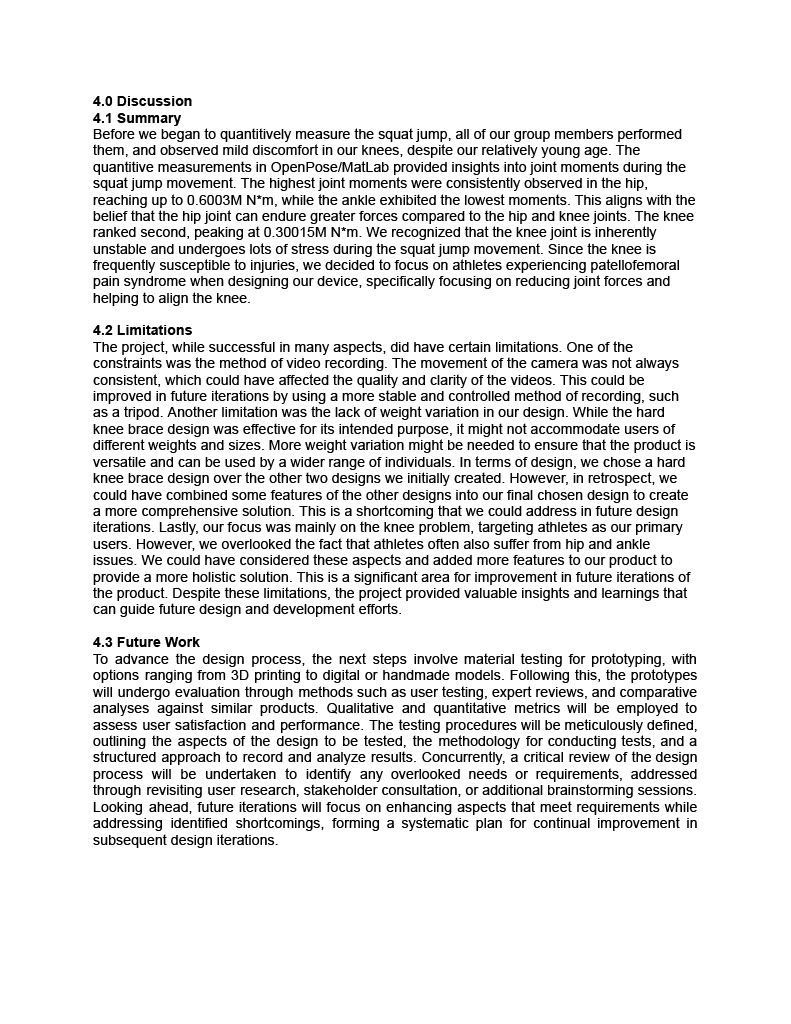 4.0 Discussion
4.1 Summary
Before we began to quantitively measure the squat jump, all of our group members performed
them, and observed mild discomfort in our knees, despite our relatively young age. The
quantitive measurements in OpenPose/MatLab provided insights into joint moments during the
squat jump movement. The highest joint moments were consistently observed in the hip,
reaching up to 0.6003M N*m, while the ankle exhibited the lowest moments. This aligns with the
belief that the hip joint can endure greater forces compared to the hip and knee joints. The knee
ranked second, peaking at 0.30015M N*m. We recognized that the knee joint is inherently
unstable and undergoes lots of stress during the squat jump movement. Since the knee is
frequently susceptible to injuries, we decided to focus on athletes experiencing patellofemoral
pain syndrome when designing our device, specifically focusing on reducing joint forces and
helping to align the knee.
4.2 Limitations
The project, while successful in many aspects, did have certain limitations. One of the
constraints was the method of video recording. The movement of the camera was not always
consistent, which could have affected the quality and clarity of the videos. This could be
improved in future iterations by using a more stable and controlled method of recording, such
as a tripod. Another limitation was the lack of weight variation in our design. While the hard
knee brace design was effective for its intended purpose, it might not accommodate users of
different weights and sizes. More weight variation might be needed to ensure that the product is
versatile and can be used by a wider range of individuals. In terms of design, we chose a hard
knee brace design over the other two designs we initially created. However, in retrospect, we
could have combined some features of the other designs into our final chosen design to create
a more comprehensive solution. This is a shortcoming that we could address in future design
iterations. Lastly, our focus was mainly on the knee problem, targeting athletes as our primary
users. However, we overlooked the fact that athletes often also suffer from hip and ankle
issues. We could have considered these aspects and added more features to our product to
provide a more holistic solution. This is a significant area for improvement in future iterations of
the product. Despite these limitations, the project provided valuable insights and learnings that
can guide future design and development efforts.
4.3 Future Work
To advance the design process, the next steps involve material testing for prototyping, with
options ranging from 3D printing to digital or handmade models. Following this, the prototypes
will undergo evaluation through methods such as user testing, expert reviews, and comparative
analyses against similar products. Qualitative and quantitative metrics will be employed to
assess user satisfaction and performance. The testing procedures will be meticulously defined,
outlining the aspects of the design to be tested, the methodology for conducting tests, and a
structured approach to record and analyze results. Concurrently, a critical review of the design
process will be undertaken to identify any overlooked needs or requirements, addressed
through revisiting user research, stakeholder consultation, or additional brainstorming sessions.
Looking ahead, future iterations will focus on enhancing aspects that meet requirements while
addressing identified shortcomings, forming a systematic plan for continual improvement in
subsequent design iterations.